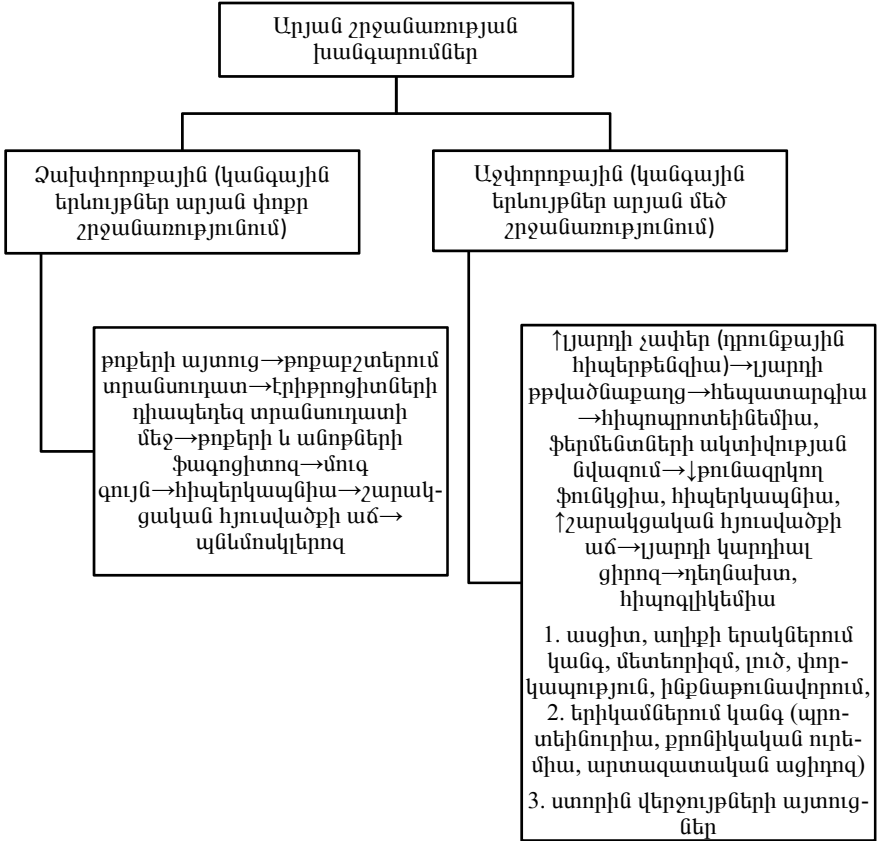 Արյան շրջանառության
խանգարումներ
Ձախփորոքային (կանգային
երևույթներ արյան փոքր
շրջանառությունում)
Աջփորոքային (կանգային
երևույթներ արյան մեծ
շրջանառությունում)
թոքերի այտուց→թոքաբշտերում
տրանսուդատ→էրիթրոցիտների
դիապեդեզ տրանսուդատի
մեջ→թոքերի և անոթների
ֆագոցիտոզ→մուգ
գույն→հիպերկապնիա→շարակ-
ցական հյուսվածքի աճ→
պնևմոսկլերոզ
↑լյարդի չափեր (դրունքային
հիպերթենզիա)→լյարդի
թթվածնաքաղց→հեպատարգիա
→հիպոպրոտեինեմիա,
ֆերմենտների ակտիվության
նվազում→↓թունազրկող
ֆունկցիա, հիպերկապնիա,
↑շարակցական հյուսվածքի
աճ→լյարդի կարդիալ
ցիրոզ→դեղնախտ,
հիպոգլիկեմիա
1. ասցիտ, աղիքի երակներում
կանգ, մետեորիզմ, լուծ, փոր-
կապություն, ինքնաթունավորում,
2. երիկամներում կանգ (պրո-
տեինուրիա, քրոնիկական ուրե-
միա, արտազատական ացիդոզ)
3. ստորին վերջույթների այտուց-
ներ